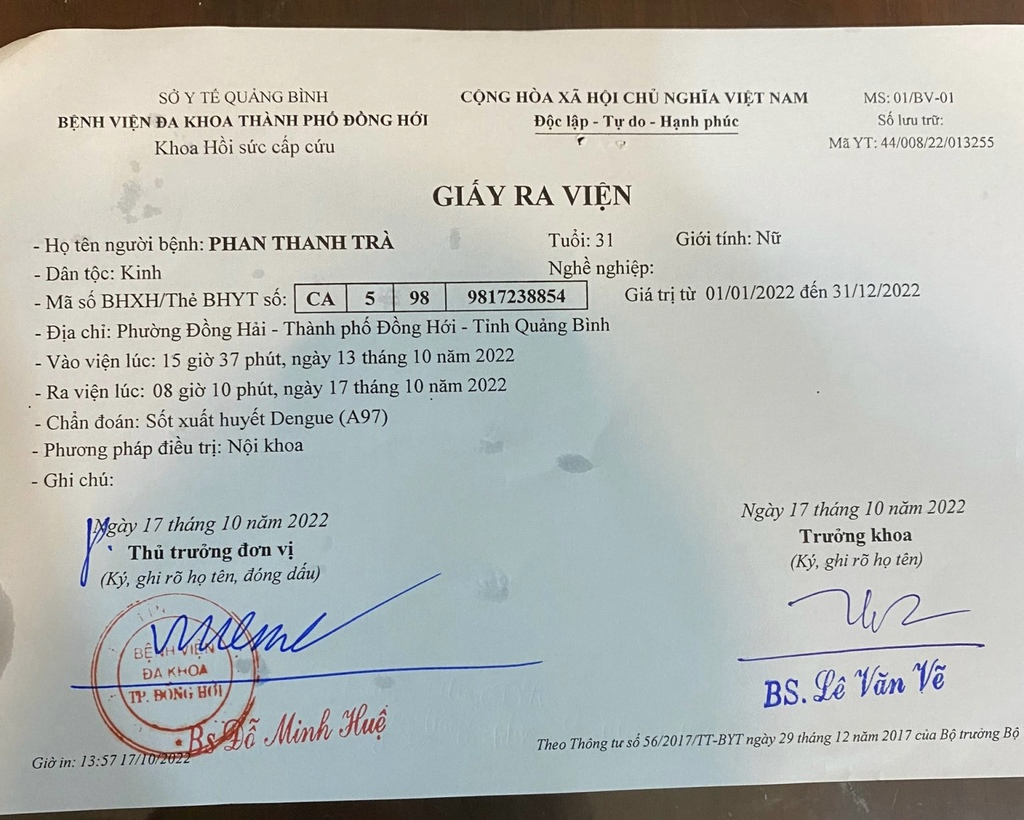 SỞ Y TẾ QUẢNG BÌNH
BỆNH VIỆN ĐA KHOA THÀNH PHỐ ĐỒNG HỚI
Khoa Hồi sức cấp cứu
CỘNG HÒA XÃ HỘI CHỦ NGHĨA VIỆT NAM
Độc lập - Tự do - Hạnh phúc
MS: 01/BV-01
Số lưu trữ:
Mã YT: 44/008/22/013255
GIẤY RA VIỆN
- Họ tên người bệnh: PHAN THANH TRÀ Tuổi: 31 Giới tính: Nữ
- Dân tộc: Kinh Nghề nghiệp:
- Mã số BHXH/Thẻ BHYT số: CA 5 98 9817238854 Giá trị từ 01/01/2022 đến 31/12/2022
- Địa chỉ: Phường Đồng Hải - Thành phố Đồng Hới - Tỉnh Quảng Bình
- Vào viện lúc: 15 giờ 37 phút, ngày 13 tháng 10 năm 2022
- Ra viện lúc: 08 giờ 10 phút, ngày 17 tháng 10 năm 2022
- Chẩn đoán: Sốt xuất huyết Dengue (A97)
- Phương pháp điều trị: Nội khoa
- Ghi chú:
Ngày 17 tháng 10 năm 2022
Thủ trưởng đơn vị
(Ký, ghi rõ họ tên, đóng dấu)
BỆNH VIỆN
ĐA KHOA
TP. ĐỒNG HỚI
Bs Đỗ Minh Huệ
Ngày 17 tháng 10 năm 2022
Trưởng khoa
(Ký, ghi rõ họ tên)
BS. Lê Văn Vẽ
Giờ in: 13:57 17/10/2022
Theo Thông tư số 56/2017/TT-BYT ngày 29 tháng 12 năm 2017 của Bộ trưởng Bộ